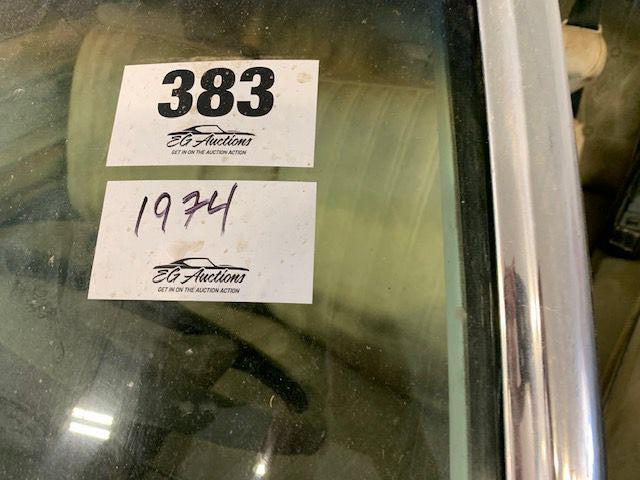 383
EG Auctions
GET IN ON THE AUCTION ACTION
1974
EG Auctions
GET IN ON THE AUCTION ACTION